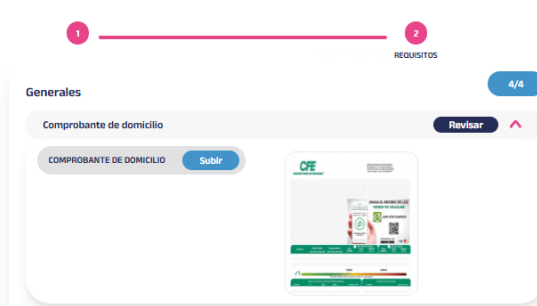 1
2
REQUISITOS
4/4
Generales
Comprobante de domicilio
Revisar
COMPROBANTE DE DOMICILIO
Subir
CFE